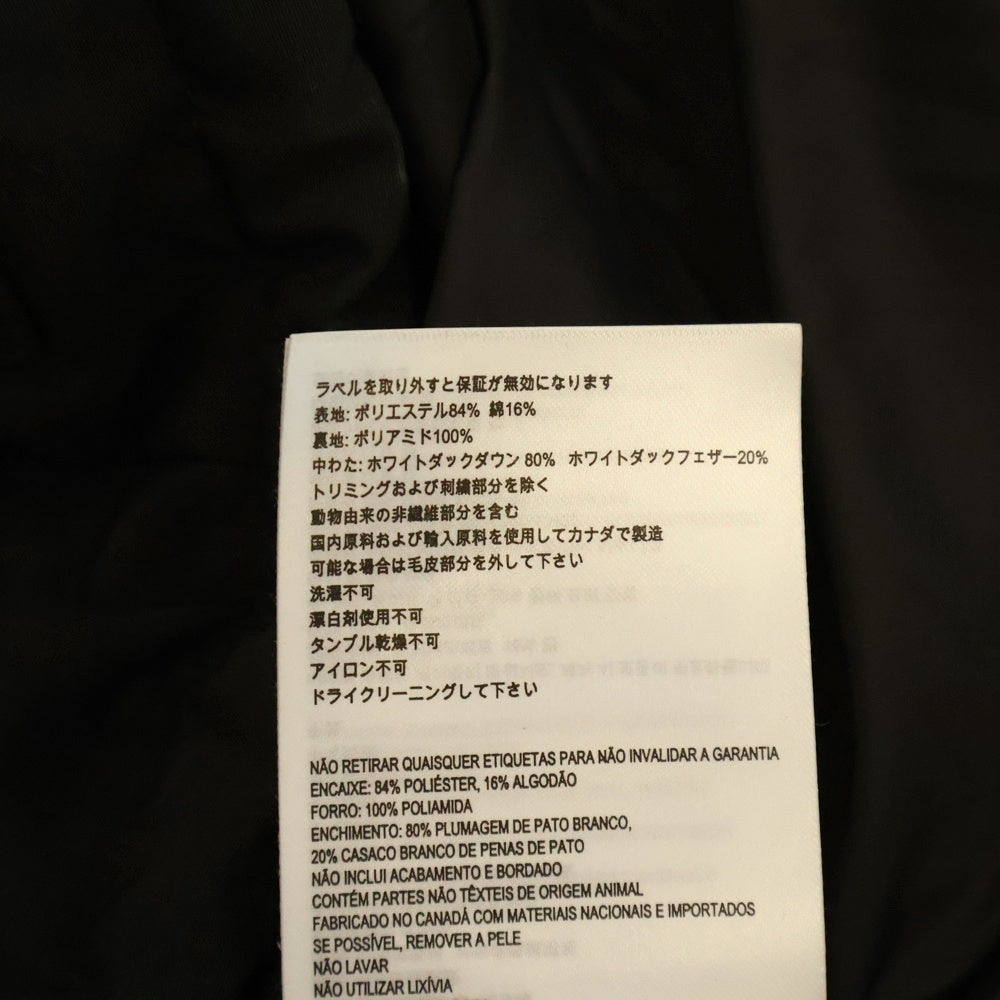 ラベルを取り外すと保証が無効になります
表地: ポリエステル84% 綿16%
裏地: ポリアミド100%
中わた: ホワイトダックダウン 80% ホワイトダックフェザー20%
トリミングおよび刺繍部分を除く
動物由来の非繊維部分を含む
国内原料および輸入原料を使用してカナダで製造
可能な場合は毛皮部分を外して下さい
洗濯不可
漂白剤使用不可
タンブル乾燥不可
アイロン不可
ドライクリーニングして下さい
NÃO RETIRAR QUAISQUER ETIQUETAS PARA NÃO INVALIDAR A GARANTIA
ENCAIXE: 84% POLIÉSTER, 16% ALGODÃO
FORRO: 100% POLIAMIDA
ENCHIMENTO: 80% PLUMAGEM DE PATO BRANCO,
20% CASACO BRANCO DE PENAS DE PATO
NÃO INCLUI ACABAMENTO E BORDADO
CONTÉM PARTES NÃO TÊXTEIS DE ORIGEM ANIMAL
FABRICADO NO CANADÁ COM MATERIAIS NACIONAIS E IMPORTADOS
SE POSSÍVEL, REMOVER A PELE
NÃO LAVAR
NÃO UTILIZAR LIXÍVIA